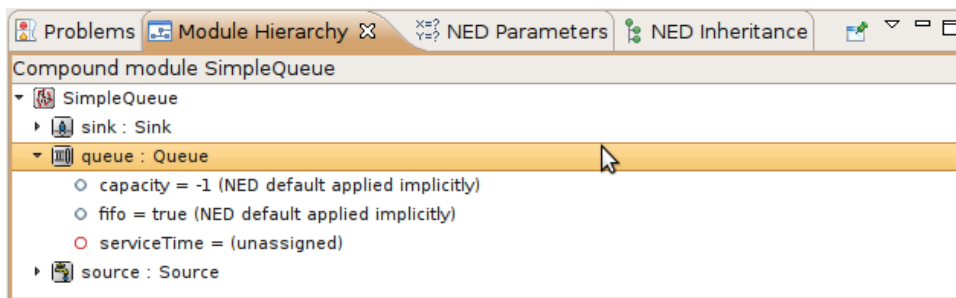 Problems Module Hierarchy X=? Y=? NED Parameters NED Inheritance
Compound module SimpleQueue
SimpleQueue
sink : Sink
queue : Queue
capacity = -1 (NED default applied implicitly)
fifo = true (NED default applied implicitly)
serviceTime = (unassigned)
source : Source